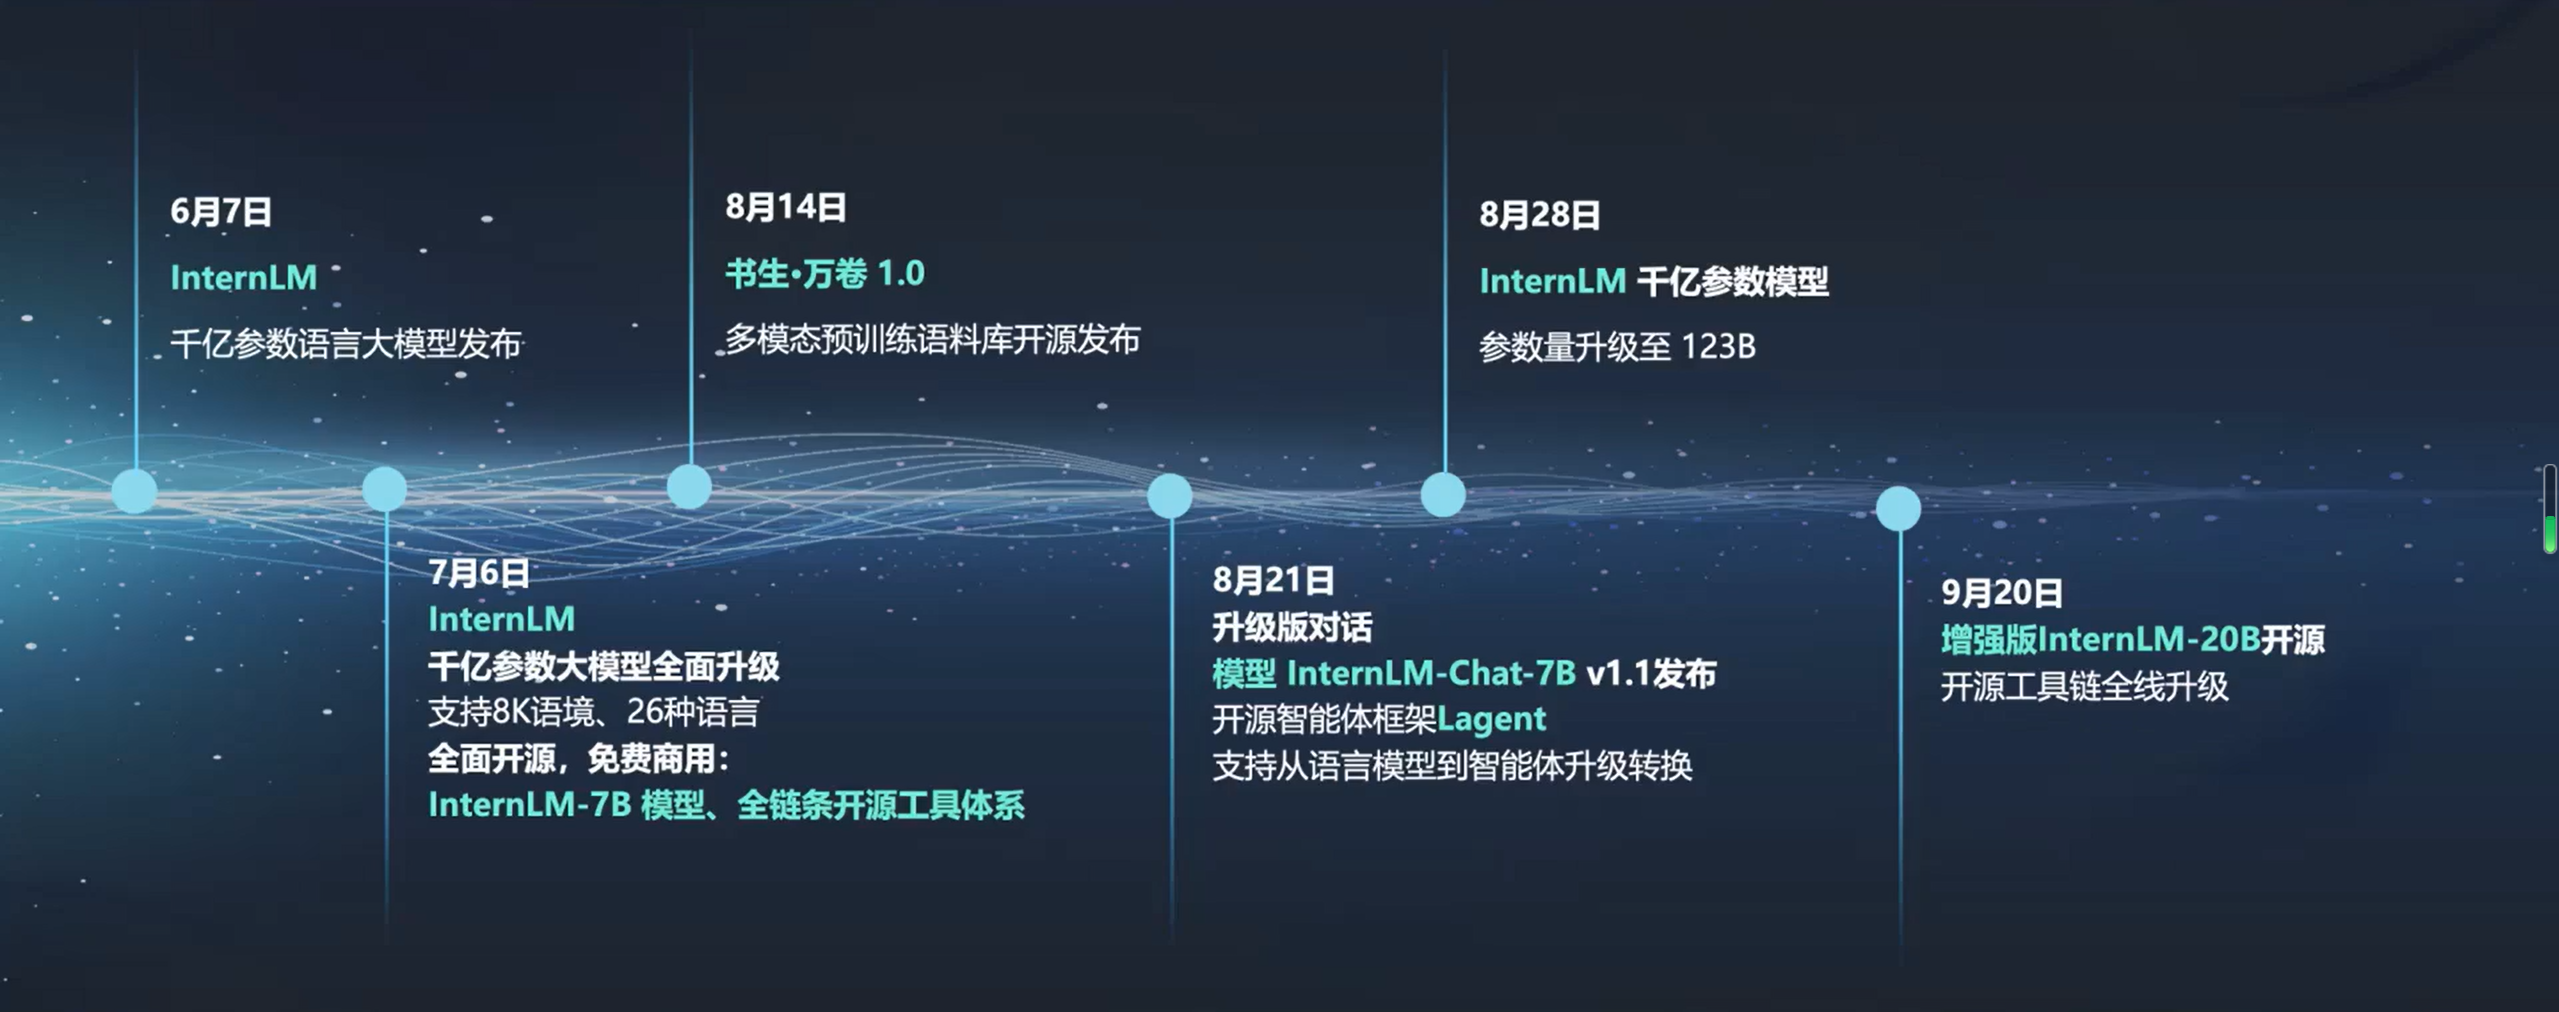 6月7日
InternLM
千亿参数语言大模型发布
7月6日
InternLM
千亿参数大模型全面升级
支持8K语境、26种语言
全面开源，免费商用：
InternLM-7B 模型、全链条开源工具体系
8月14日
书生·万卷 1.0
多模态预训练语料库开源发布
8月21日
升级版对话
模型 InternLM-Chat-7B v1.1发布
开源智能体框架Lagent
支持从语言模型到智能体升级转换
8月28日
InternLM 千亿参数模型
参数量升级至 123B
9月20日
增强版InternLM-20B开源
开源工具链全线升级